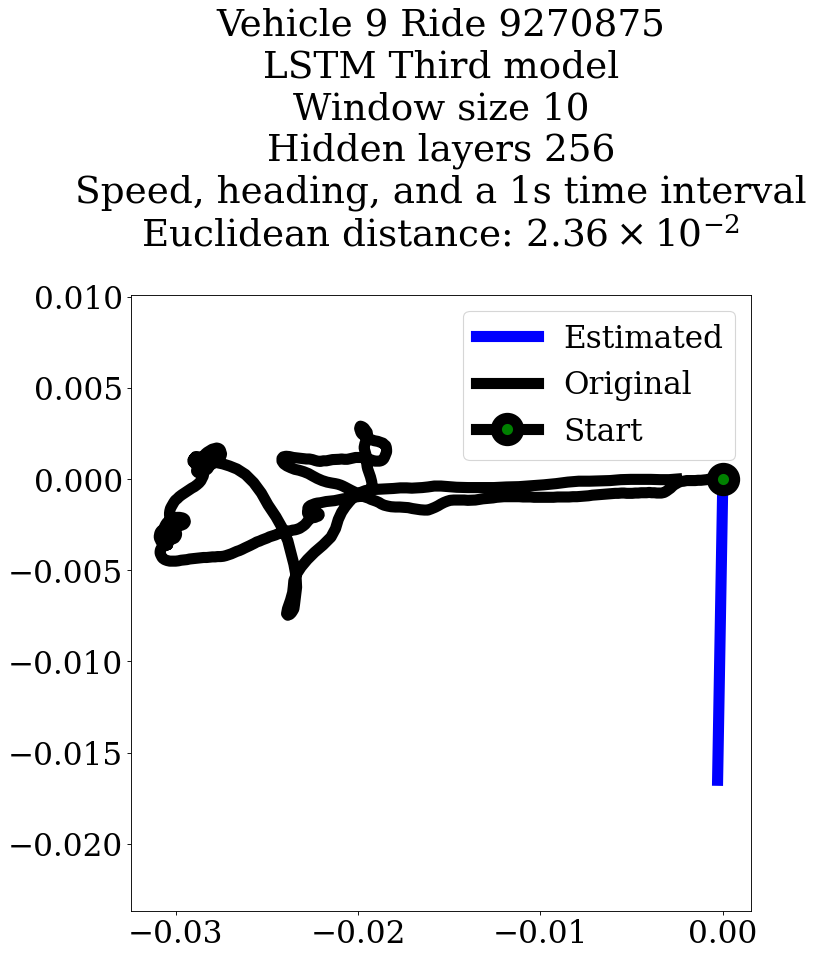 Vehicle 9 Ride 9270875
LSTM Third model
Window size 10
Hidden layers 256
Speed, heading, and a 1s time interval
Euclidean distance: 2.36 × 10⁻²
0.010
0.005
0.000
−0.005
−0.010
−0.015
−0.020
Estimated
Original
Start
−0.03 −0.02 −0.01 0.00